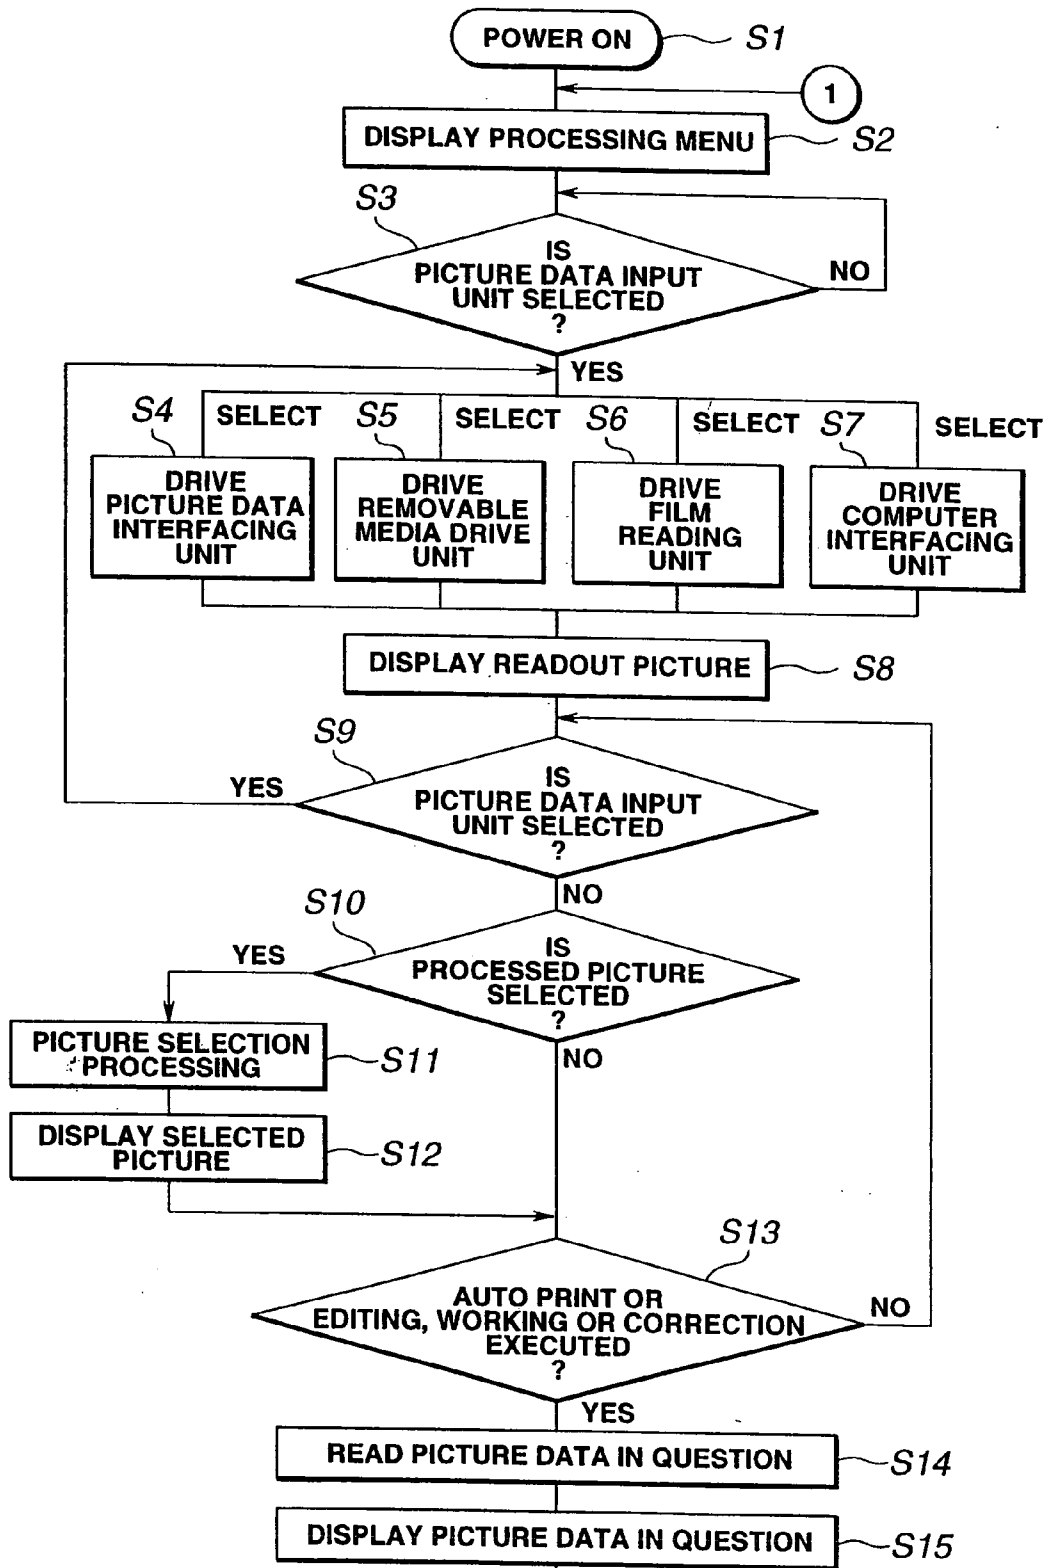 POWER ON
S1
1
DISPLAY PROCESSING MENU
S2
S3
IS
PICTURE DATA INPUT
UNIT SELECTED
?
NO
YES
S4
SELECT
S5
SELECT
S6
SELECT
S7
SELECT
DRIVE
PICTURE DATA
INTERFACING
UNIT
DRIVE
REMOVABLE
MEDIA DRIVE
UNIT
DRIVE
FILM
READING
UNIT
DRIVE
COMPUTER
INTERFACING
UNIT
DISPLAY READOUT PICTURE
S8
S9
YES
IS
PICTURE DATA INPUT
UNIT SELECTED
?
NO
S10
YES
IS
PROCESSED PICTURE
SELECTED
?
NO
PICTURE SELECTION
PROCESSING
S11
DISPLAY SELECTED
PICTURE
S12
S13
AUTO PRINT OR
EDITING, WORKING OR CORRECTION
EXECUTED
?
NO
YES
READ PICTURE DATA IN QUESTION
S14
DISPLAY PICTURE DATA IN QUESTION
S15